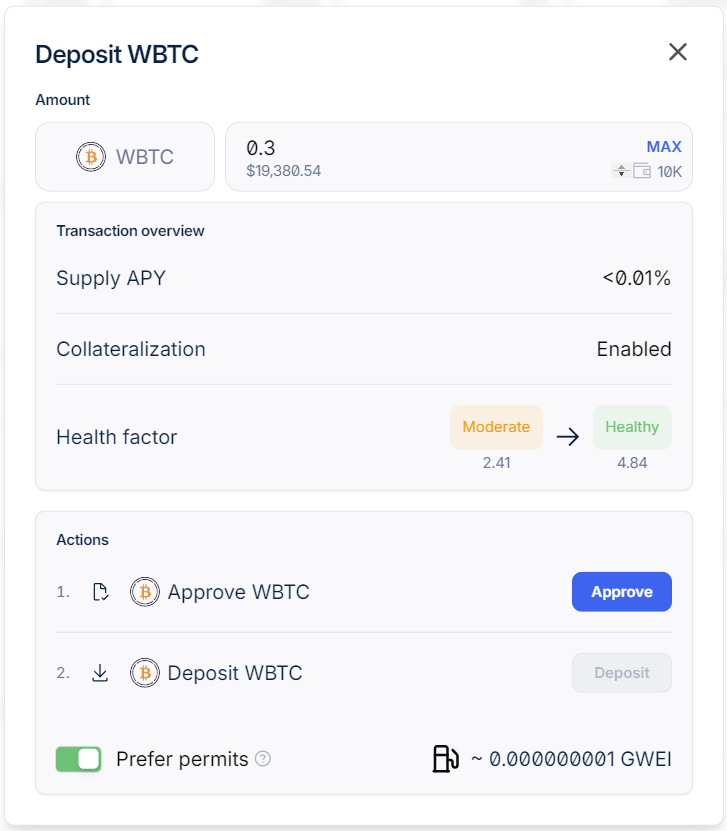 Deposit WBTC
Amount
WBTC
0.3
$19,380.54
MAX
10K
Transaction overview
Supply APY <0.01%
Collateralization Enabled
Health factor
Moderate
2.41
Healthy
4.84
Actions
1. Approve WBTC Approve
2. Deposit WBTC Deposit
Prefer permits ?
~ 0.000000001 GWEI